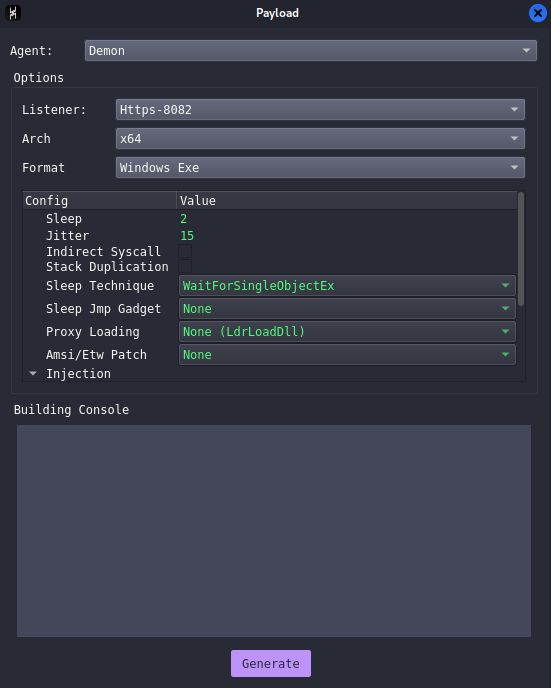 Payload
Agent: Demon
Options
Listener: Https-8082
Arch x64
Format Windows Exe
Config Value
Sleep 2
Jitter 15
Indirect Syscall
Stack Duplication
Sleep Technique WaitForSingleObjectEx
Sleep Jmp Gadget None
Proxy Loading None (LdrLoadDll)
Amsi/Etw Patch None
Injection
Building Console
Generate